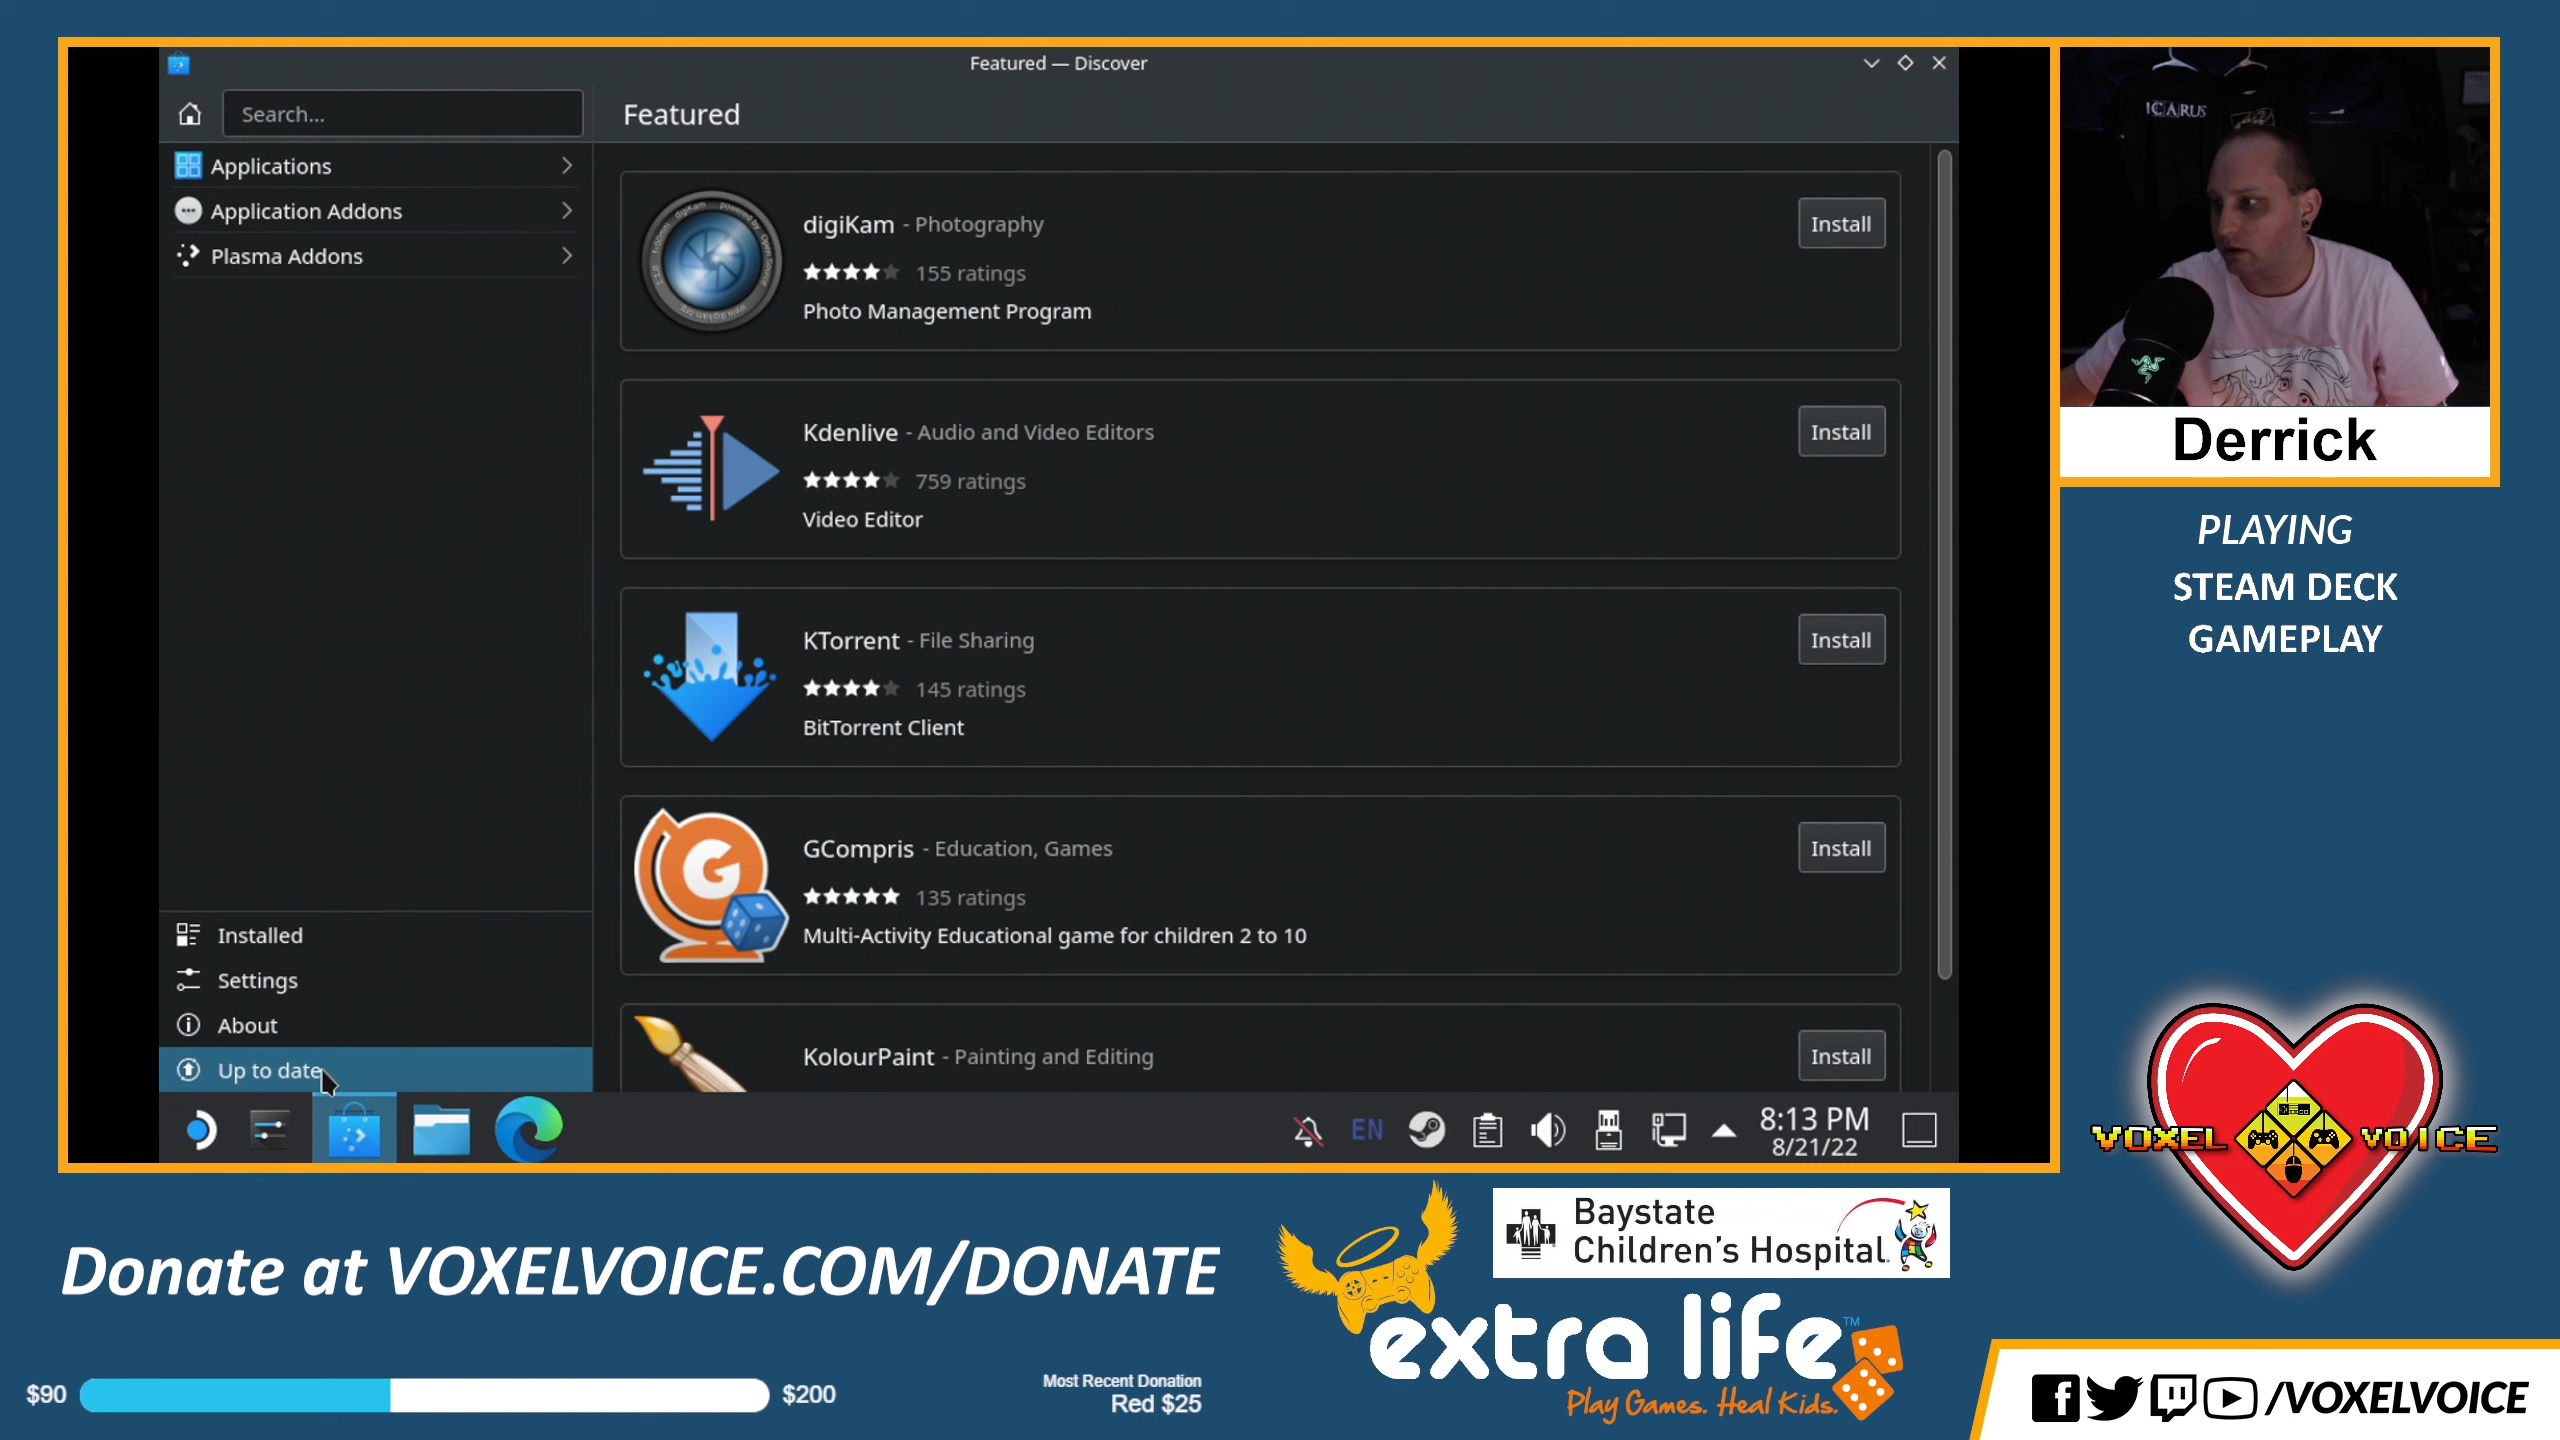 Featured — Discover
Search...
Featured
Applications
Application Addons
Plasma Addons
digiKam - Photography
155 ratings
Photo Management Program
Install
Kdenlive - Audio and Video Editors
759 ratings
Video Editor
Install
KTorrent - File Sharing
145 ratings
BitTorrent Client
Install
GCompris - Education, Games
135 ratings
Multi-Activity Educational game for children 2 to 10
Install
KolourPaint - Painting and Editing
Install
Installed
Settings
About
Up to date
EN
8:13 PM
8/21/22
ICARUS
Derrick
PLAYING
STEAM DECK
GAMEPLAY
VOXEL VOICE
Donate at VOXELVOICE.COM/DONATE
$90
$200
Most Recent Donation
Red $25
Baystate
Children's Hospital
extra life™
Play Games. Heal Kids.
/VOXELVOICE